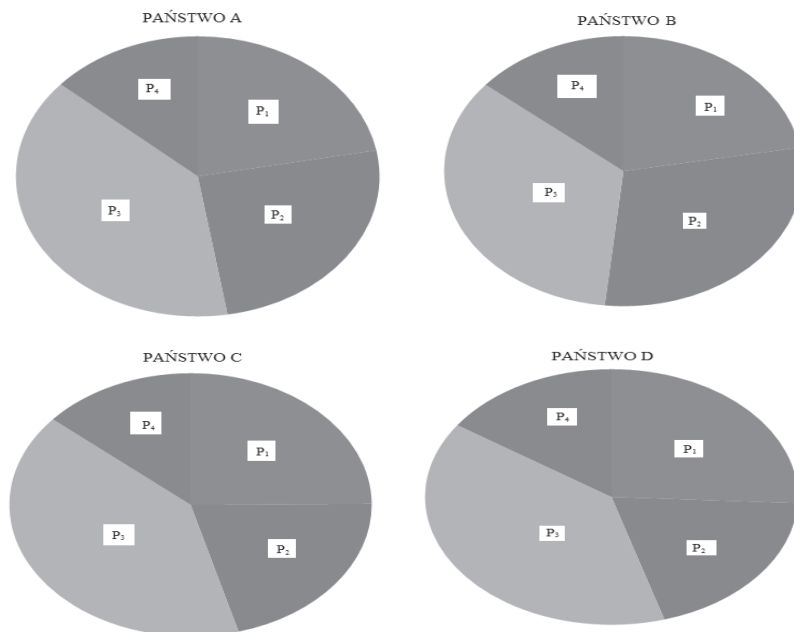 PAŃSTWO A
P₄
P₁
P₃
P₂
PAŃSTWO B
P₄
P₁
P₃
P₂
PAŃSTWO C
P₄
P₁
P₃
P₂
PAŃSTWO D
P₄
P₁
P₃
P₂